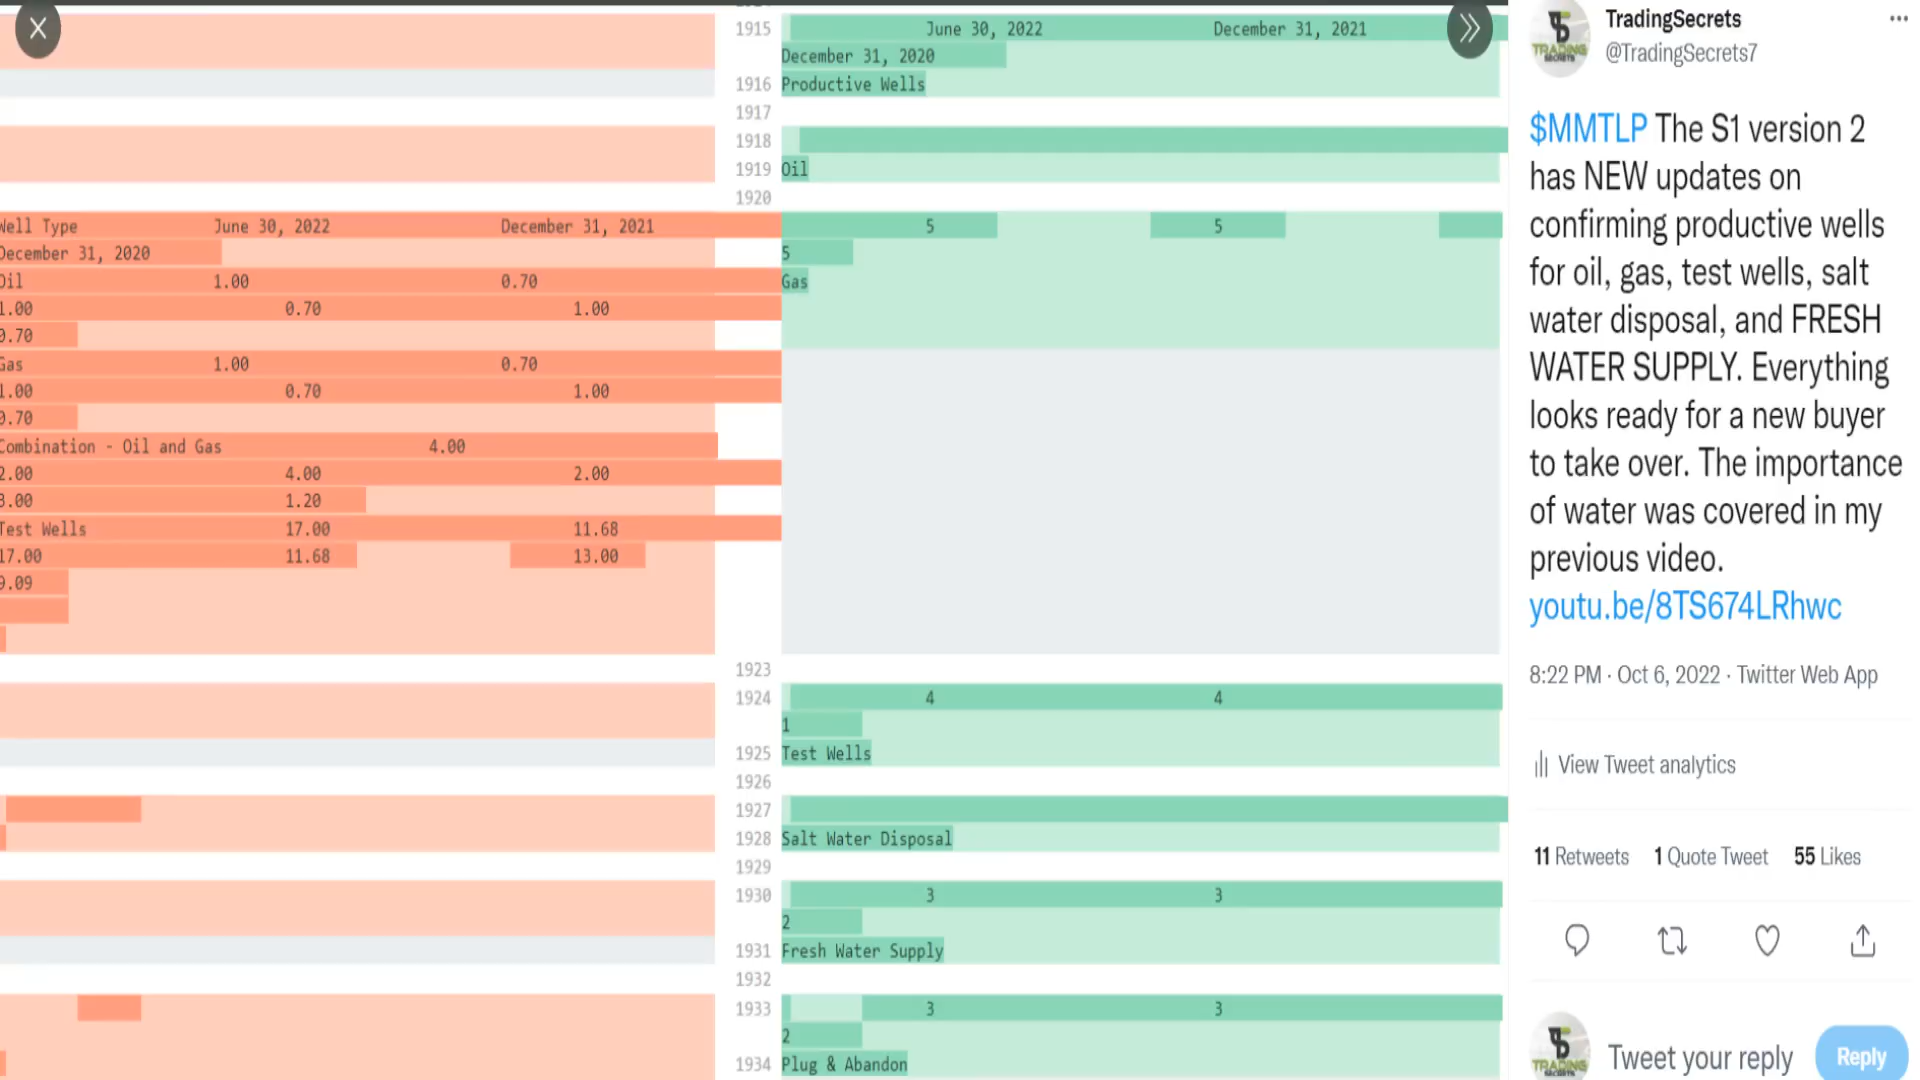 Well Type June 30, 2022 December 31, 2021
December 31, 2020
Oil 1.00 0.70
1.00 0.70 1.00
0.70
Gas 1.00 0.70
1.00 0.70 1.00
0.70
Combination - Oil and Gas 4.00
2.00 4.00 2.00
3.00 1.20
Test Wells 17.00 11.68
17.00 11.68 13.00
9.09
1915 June 30, 2022 December 31, 2021
December 31, 2020
1916 Productive Wells
1917
1918
1919 Oil
1920
5 5
5
Gas
1923
1924 4 4
1
1925 Test Wells
1926
1927
1928 Salt Water Disposal
1929
1930 3 3
2
1931 Fresh Water Supply
1932
1933 3 3
2
1934 Plug & Abandon
TradingSecrets
@TradingSecrets7
$MMTLP The S1 version 2
has NEW updates on
confirming productive wells
for oil, gas, test wells, salt
water disposal, and FRESH
WATER SUPPLY. Everything
looks ready for a new buyer
to take over. The importance
of water was covered in my
previous video.
youtu.be/8TS674LRhwc
8:22 PM · Oct 6, 2022 · Twitter Web App
View Tweet analytics
11 Retweets 1 Quote Tweet 55 Likes
TRADING
SECRETS
Tweet your reply
Reply